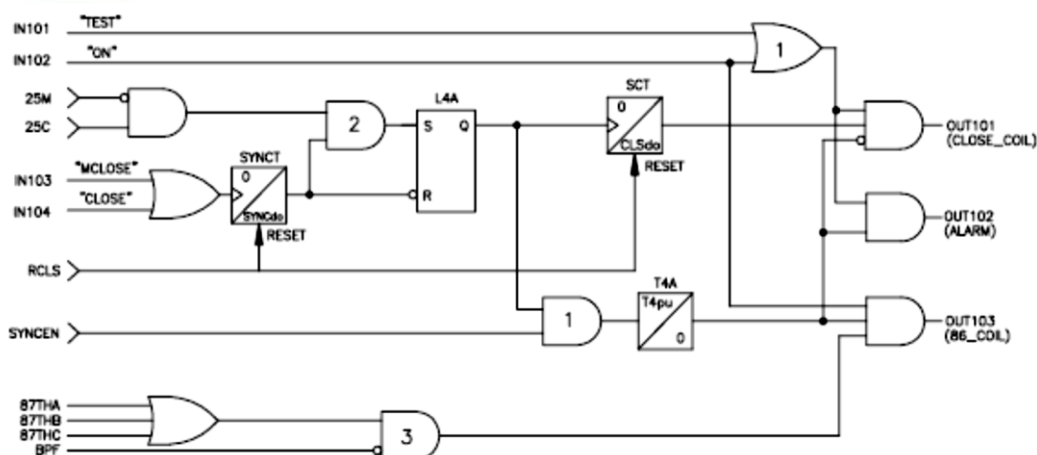 IN101 "TEST"
IN102 "ON"
1
25M
25C
2
L4A
S Q
R
SCT
0
CLSdo
RESET
OUT101
(CLOSE_COIL)
IN103 "MCLOSE"
IN104 "CLOSE"
SYNCT
0
SYNCdo
RESET
OUT102
(ALARM)
RCLS
SYNCEN
1
T4A
T4pu
0
OUT103
(86_COIL)
87THA
87THB
87THC
BPF
3